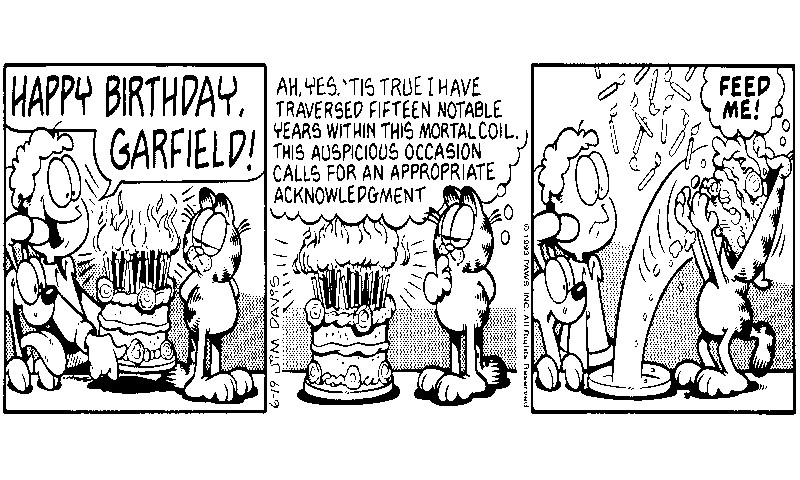 HAPPY BIRTHDAY,
GARFIELD!
AH, YES. 'TIS TRUE I HAVE
TRAVERSED FIFTEEN NOTABLE
YEARS WITHIN THIS MORTAL COIL.
THIS AUSPICIOUS OCCASION
CALLS FOR AN APPROPRIATE
ACKNOWLEDGMENT
6-19 JIM DAVIS
© 1993 PAWS, INC. All Rights Reserved
FEED
ME!